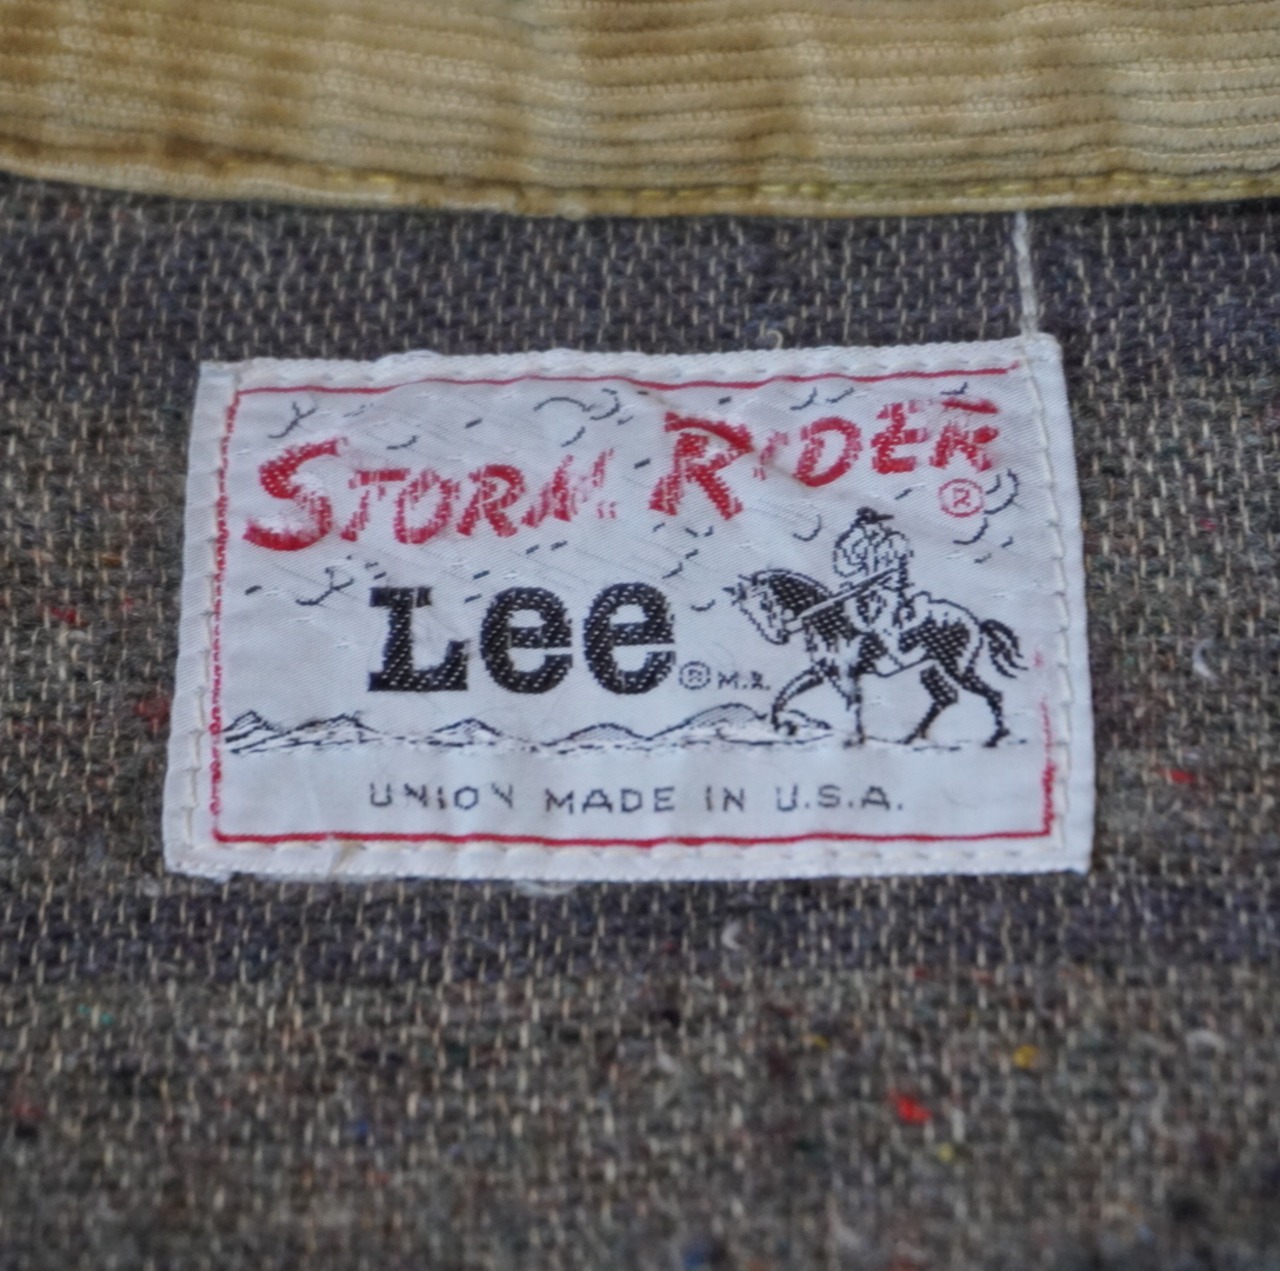 STORM RIDER
®
Lee ® M.R.
UNION MADE IN U.S.A.